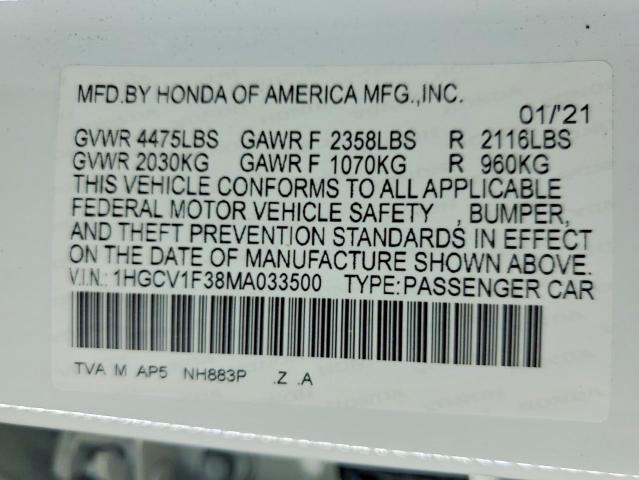 MFD.BY HONDA OF AMERICA MFG.,INC.
01/'21
GVWR 4475LBS GAWR F 2358LBS R 2116LBS
GVWR 2030KG GAWR F 1070KG R 960KG
THIS VEHICLE CONFORMS TO ALL APPLICABLE
FEDERAL MOTOR VEHICLE SAFETY , BUMPER,
AND THEFT PREVENTION STANDARDS IN EFFECT
ON THE DATE OF MANUFACTURE SHOWN ABOVE.
V.I.N.: 1HGCV1F38MA033500 TYPE:PASSENGER CAR
TVA M AP5 NH883P .Z .A